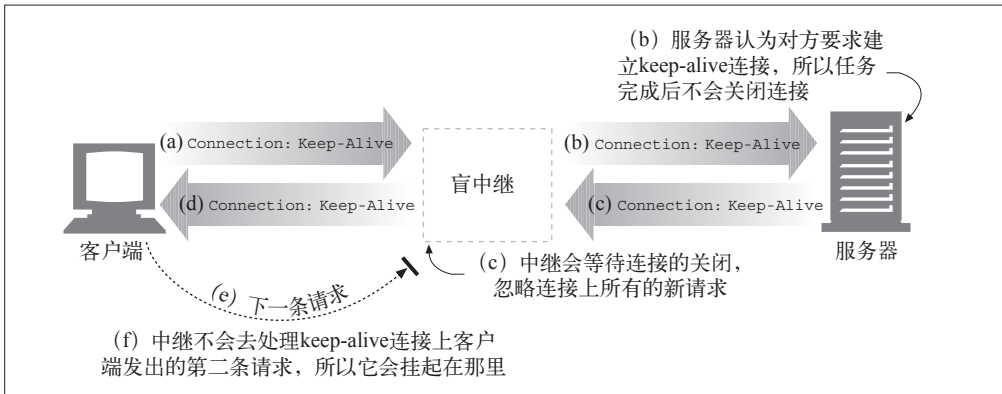 （b）服务器认为对方要求建
立keep-alive连接，所以任务
完成后不会关闭连接
(a) Connection: Keep-Alive
(b) Connection: Keep-Alive
盲中继
(d) Connection: Keep-Alive
(c) Connection: Keep-Alive
客户端
服务器
（c）中继会等待连接的关闭，
忽略连接上所有的新请求
（e）下一条请求
（f）中继不会去处理keep-alive连接上客户
端发出的第二条请求，所以它会挂起在那里